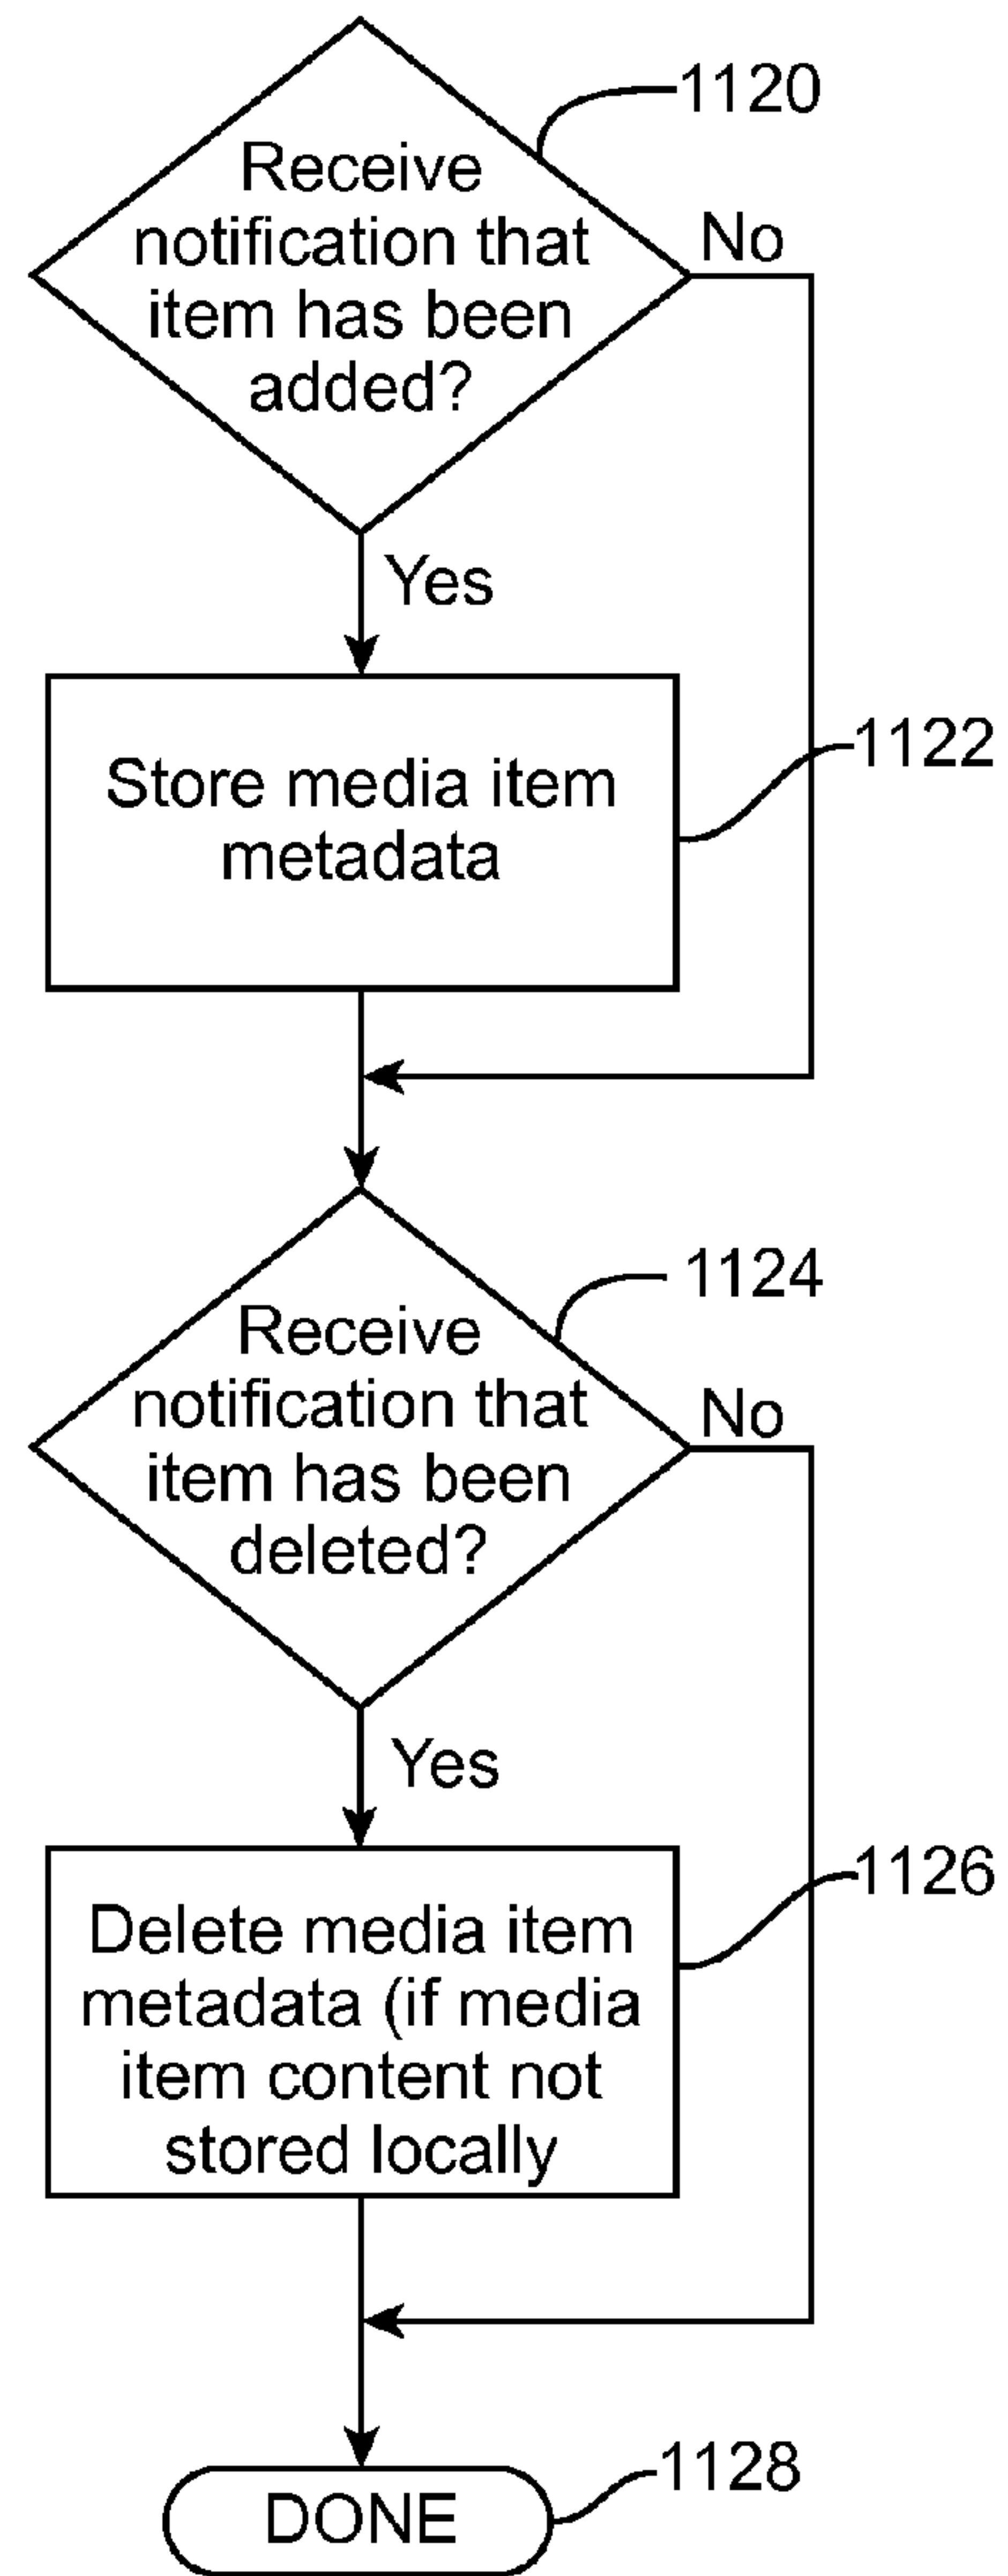 1120
Receive
notification that
item has been
added?
No
Yes
1122
Store media item
metadata
1124
Receive
notification that
item has been
deleted?
No
Yes
1126
Delete media item
metadata (if media
item content not
stored locally
1128
DONE